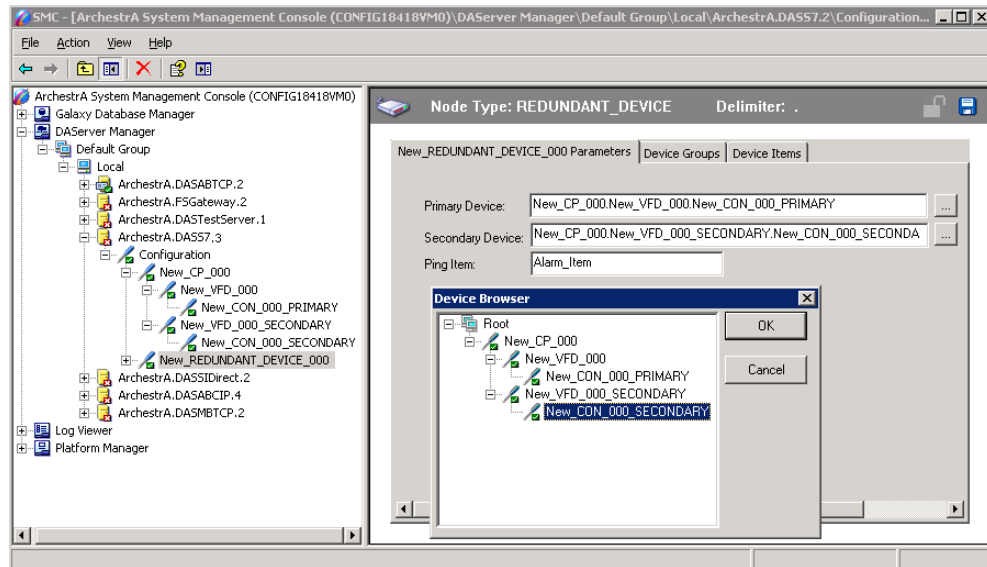 SMC - [ArchestrA System Management Console (CONFIG18418VM0)\DAServer Manager\Default Group\Local\ArchestrA.DASS7.2\Configuration...
File Action View Help
ArchestrA System Management Console (CONFIG18418VM0)
Galaxy Database Manager
DAServer Manager
Default Group
Local
ArchestrA.DASABTCP.2
ArchestrA.FSGateway.2
ArchestrA.DASTestServer.1
ArchestrA.DASS7.3
Configuration
New_CP_000
New_VFD_000
New_CON_000_PRIMARY
New_VFD_000_SECONDARY
New_CON_000_SECONDARY
New_REDUNDANT_DEVICE_000
ArchestrA.DASSIDirect.2
ArchestrA.DASABCIP.4
ArchestrA.DASMBTCP.2
Log Viewer
Platform Manager
Node Type: REDUNDANT_DEVICE Delimiter: .
New_REDUNDANT_DEVICE_000 Parameters Device Groups Device Items
Primary Device: New_CP_000.New_VFD_000.New_CON_000_PRIMARY ...
Secondary Device: New_CP_000.New_VFD_000_SECONDARY.New_CON_000_SECONDA ...
Ping Item: Alarm_Item
Device Browser
Root
New_CP_000
New_VFD_000
New_CON_000_PRIMARY
New_VFD_000_SECONDARY
New_CON_000_SECONDARY
OK
Cancel